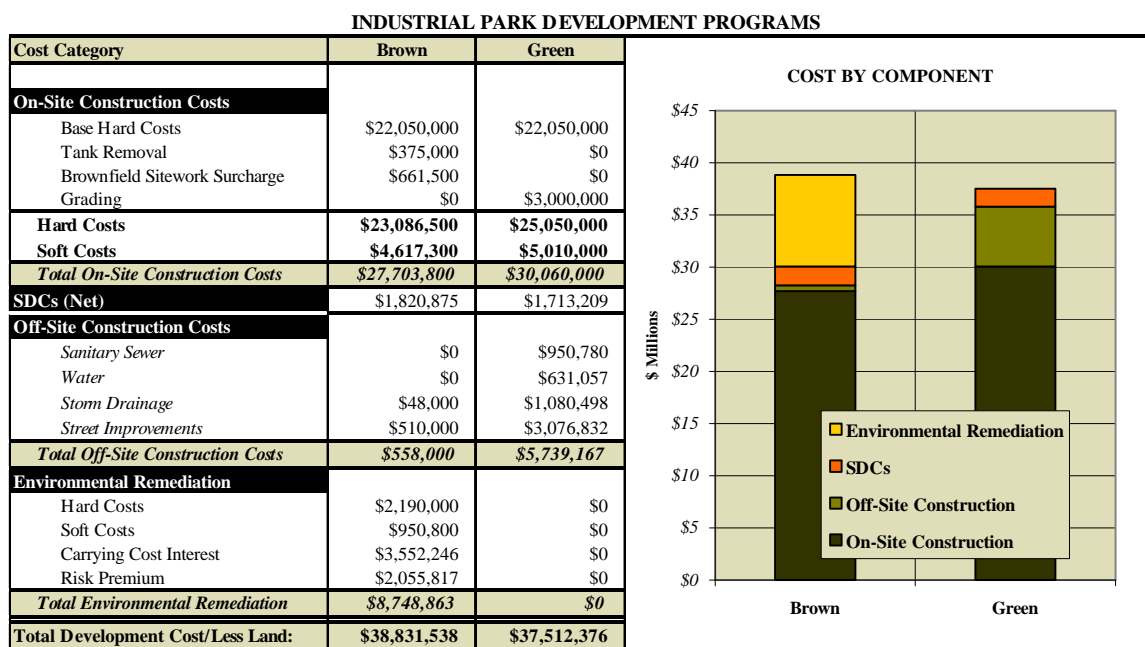 INDUSTRIAL PARK DEVELOPMENT PROGRAMS
Cost Category Brown Green
On-Site Construction Costs
Base Hard Costs $22,050,000 $22,050,000
Tank Removal $375,000 $0
Brownfield Sitework Surcharge $661,500 $0
Grading $0 $3,000,000
Hard Costs $23,086,500 $25,050,000
Soft Costs $4,617,300 $5,010,000
Total On-Site Construction Costs $27,703,800 $30,060,000
SDCs (Net) $1,820,875 $1,713,209
Off-Site Construction Costs
Sanitary Sewer $0 $950,780
Water $0 $631,057
Storm Drainage $48,000 $1,080,498
Street Improvements $510,000 $3,076,832
Total Off-Site Construction Costs $558,000 $5,739,167
Environmental Remediation
Hard Costs $2,190,000 $0
Soft Costs $950,800 $0
Carrying Cost Interest $3,552,246 $0
Risk Premium $2,055,817 $0
Total Environmental Remediation $8,748,863 $0
Total Development Cost/Less Land: $38,831,538 $37,512,376
COST BY COMPONENT
$ Millions
$45
$40
$35
$30
$25
$20
$15
$10
$5
$0
Environmental Remediation
SDCs
Off-Site Construction
On-Site Construction
Brown Green